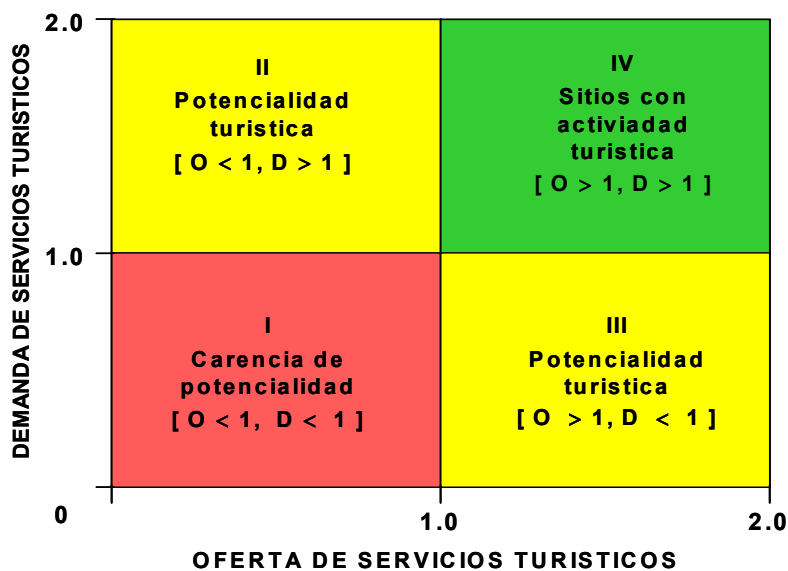 2.0
II
Potencialidad
turistica
[ O < 1, D > 1 ]
IV
Sitios con
activiadad
turistica
[ O > 1, D > 1 ]
DEMANDA DE SERVICIOS TURISTICOS
1.0
I
Carencia de
potencialidad
[ O < 1, D < 1 ]
III
Potencialidad
turistica
[ O > 1, D < 1 ]
0
1.0
2.0
OFERTA DE SERVICIOS TURISTICOS